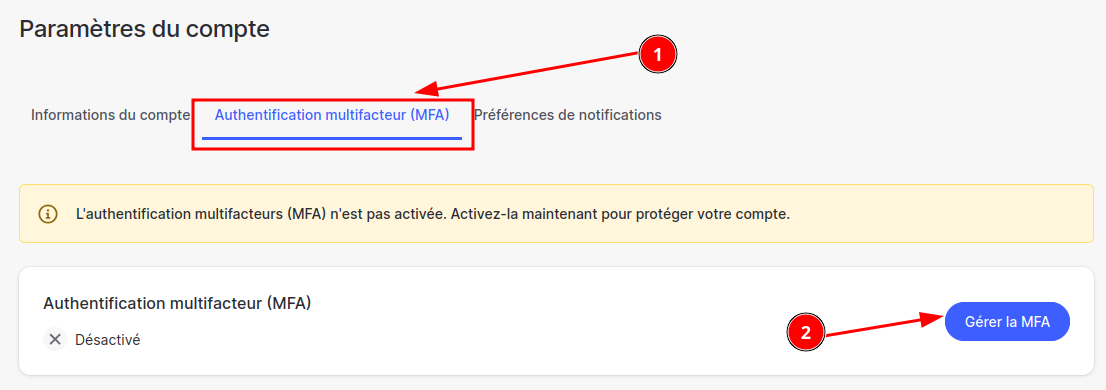 Paramètres du compte
1
Informations du compte Authentification multifacteur (MFA) Préférences de notifications
L'authentification multifacteurs (MFA) n'est pas activée. Activez-la maintenant pour protéger votre compte.
Authentification multifacteur (MFA)
Désactivé
2 Gérer la MFA